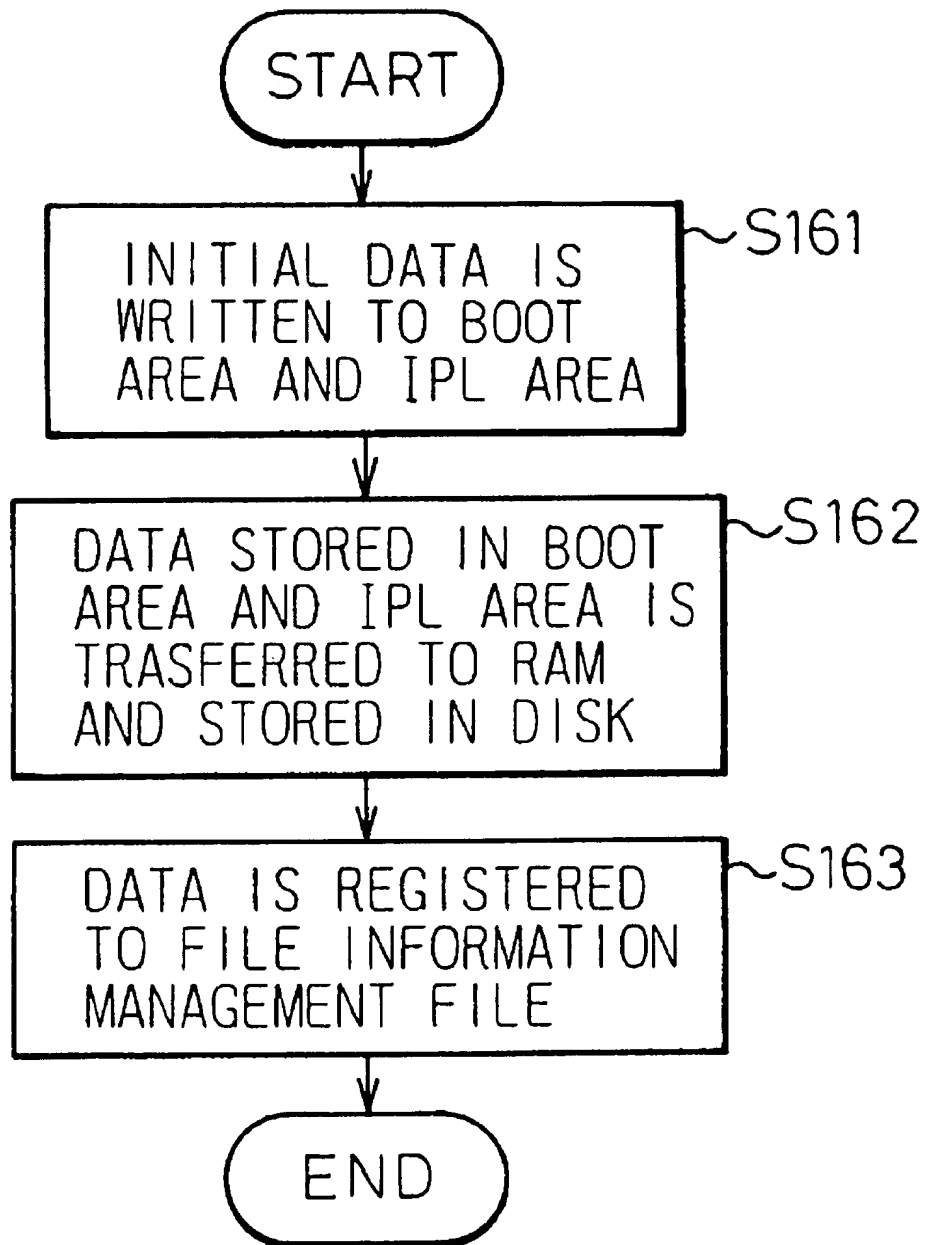 START
INITIAL DATA IS
WRITTEN TO BOOT
AREA AND IPL AREA
S161
DATA STORED IN BOOT
AREA AND IPL AREA IS
TRASFERRED TO RAM
AND STORED IN DISK
S162
DATA IS REGISTERED
TO FILE INFORMATION
MANAGEMENT FILE
S163
END